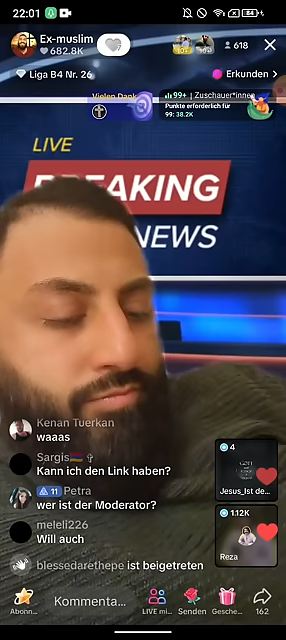 22:01
84
Ex-muslim
682.8K
618
Liga B4 Nr. 26
Erkunden
Vielen Dank
99+ | Zuschauer*innen
Punkte erforderlich für
99: 38.2K
LIVE
BREAKING
NEWS
Kenan Tuerkan
waaas
Sargis
Kann ich den Link haben?
11 Petra
wer ist der Moderator?
meleli226
Will auch
blessedarethepe ist beigetreten
4
Jesus_Ist de...
1.12K
Reza
Abonn...
Kommenta...
LIVE mi...
Senden
Gesche...
162